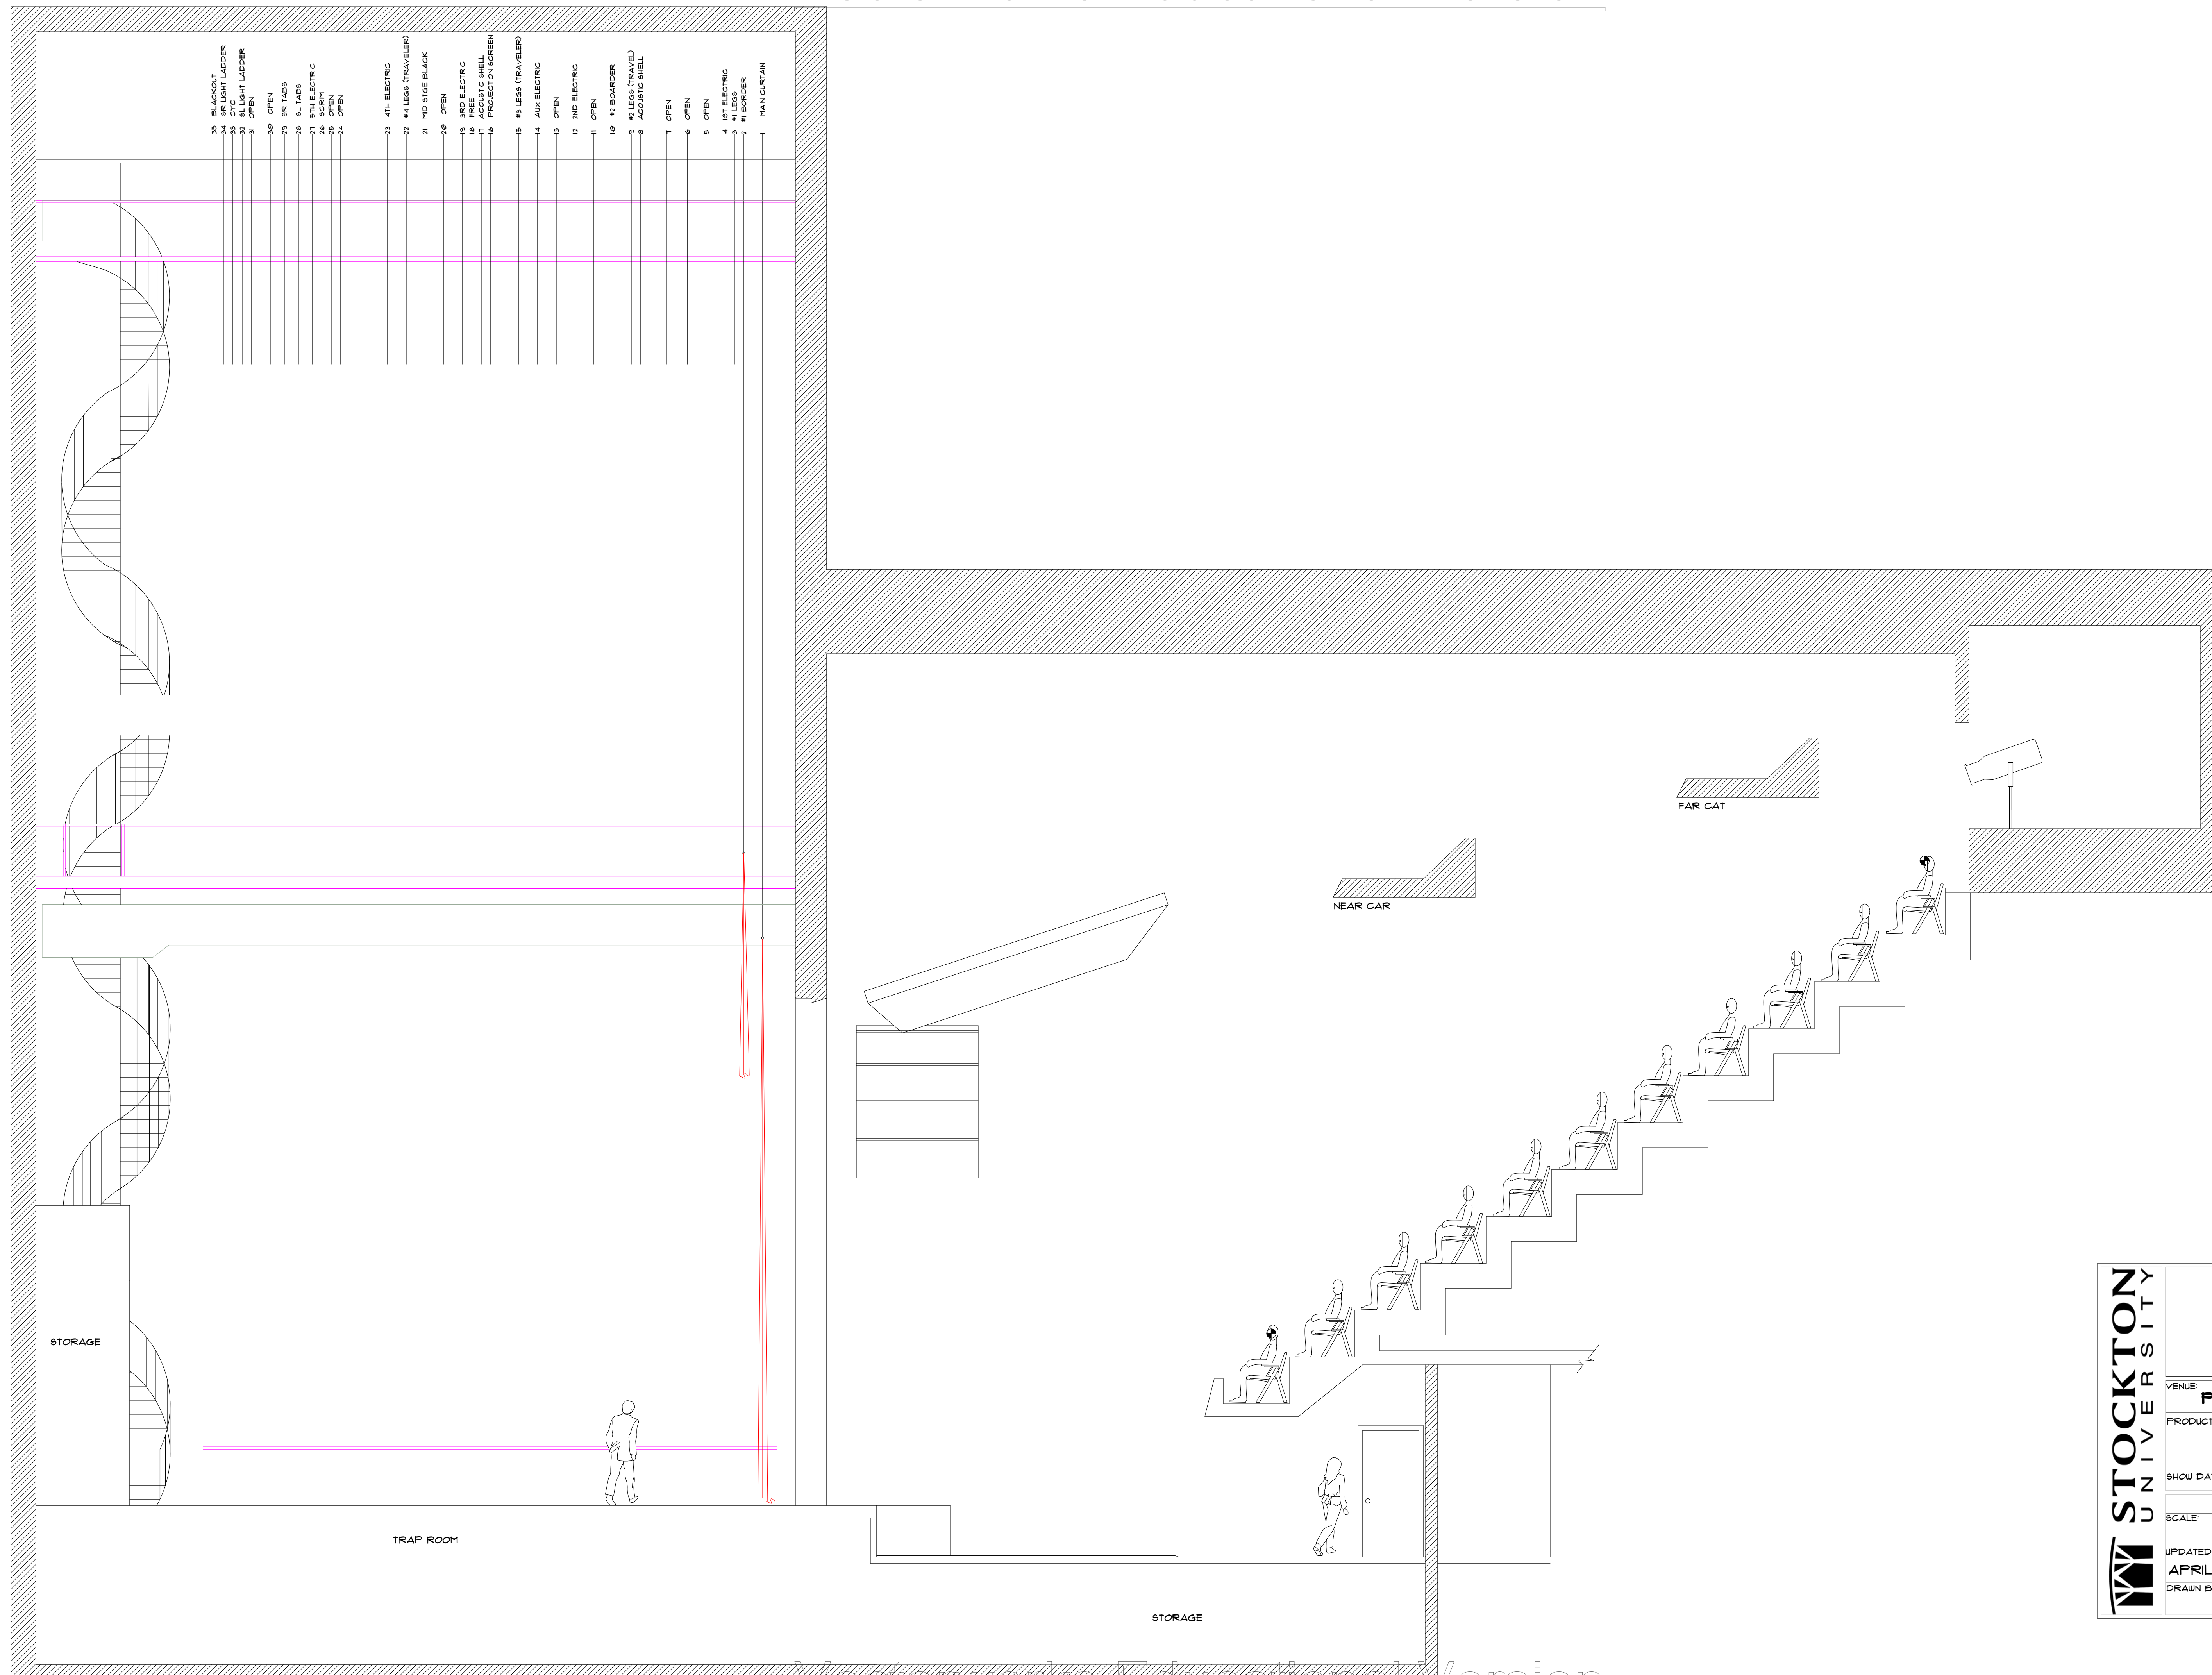 35 BLACKOUT
34 SR LIGHT LADDER
33 CYC
32 SL LIGHT LADDER
31 OPEN
30 OPEN
29 SR TABS
28 SL TABS
27 5TH ELECTRIC
26 SCRIM
25 OPEN
24 OPEN
23 4TH ELECTRIC
22 #4 LEGS (TRAVELER)
21 MID STGE BLACK
20 OPEN
19 3RD ELECTRIC
18 FREE
17 ACOUSTIC SHELL
16 PROJECTION SCREEN
15 #3 LEGS (TRAVELER)
14 AUX ELECTRIC
13 OPEN
12 2ND ELECTRIC
11 OPEN
10 #2 BOARDER
9 #2 LEGS (TRAVEL)
8 ACOUSTIC SHELL
7 OPEN
6 OPEN
5 OPEN
4 1ST ELECTRIC
3 #1 LEGS
2 #1 BORDER
1 MAIN CURTAIN
FAR CAT
NEAR CAR
STORAGE
TRAP ROOM
STORAGE
STOCKTON
UNIVERSITY
VENUE:
P
PRODUCT
SHOW DA
SCALE:
UPDATED
APRIL
DRAWN B